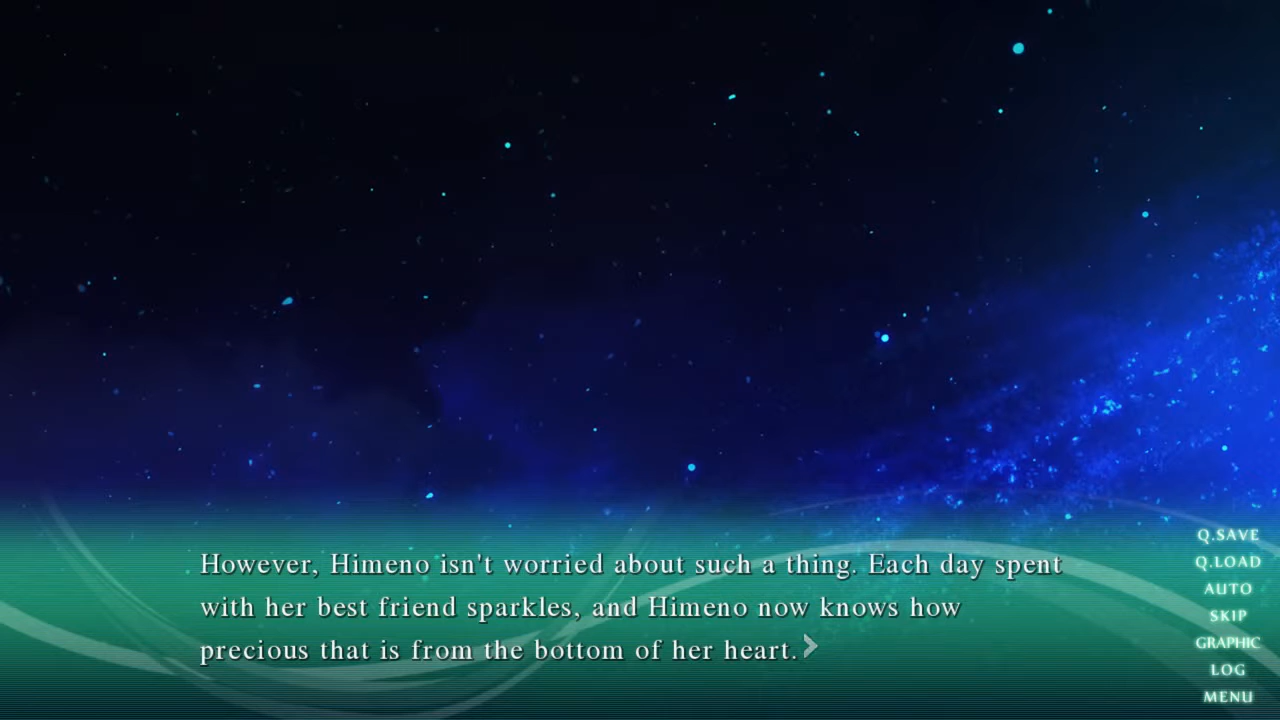 However, Himeno isn't worried about such a thing. Each day spent
with her best friend sparkles, and Himeno now knows how
precious that is from the bottom of her heart.
Q.SAVE
Q.LOAD
AUTO
SKIP
GRAPHIC
LOG
MENU